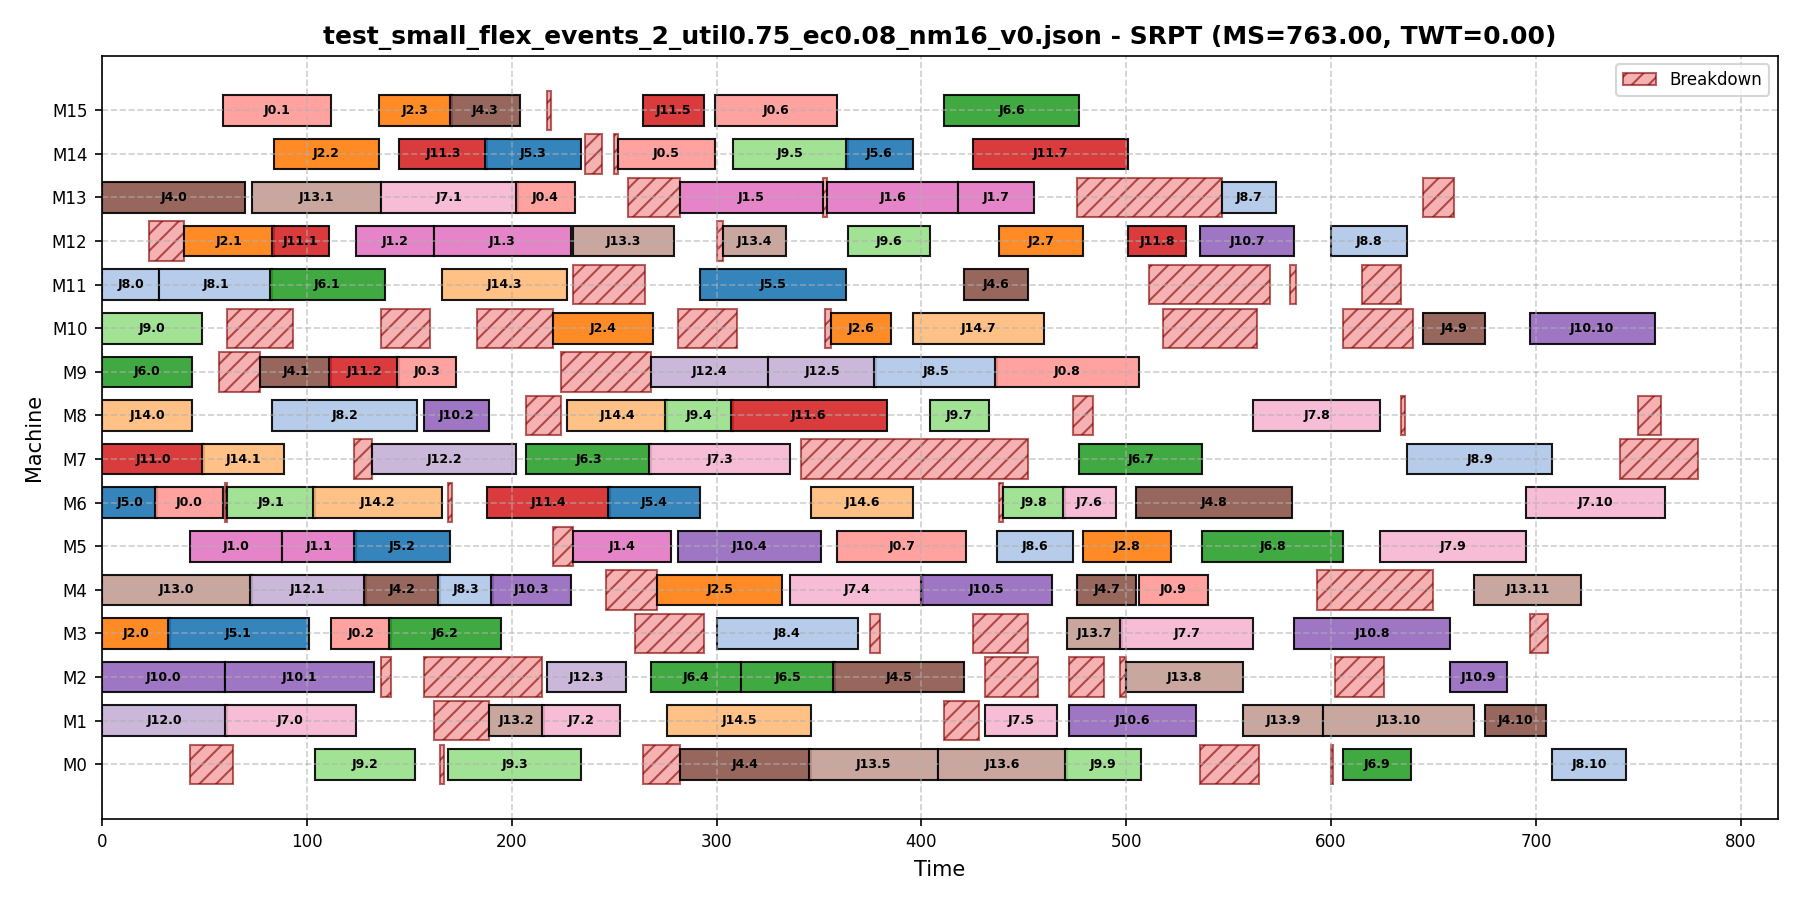 test_small_flex_events_2_util0.75_ec0.08_nm16_v0.json - SRPT (MS=763.00, TWT=0.00)
Breakdown
Machine
M15 J0.1 J2.3 J4.3 J11.5 J0.6 J6.6
M14 J2.2 J11.3 J5.3 J0.5 J9.5 J5.6 J11.7
M13 J4.0 J13.1 J7.1 J0.4 J1.5 J1.6 J1.7 J8.7
M12 J2.1 J11.1 J1.2 J1.3 J13.3 J13.4 J9.6 J2.7 J11.8 J10.7 J8.8
M11 J8.0 J8.1 J6.1 J14.3 J5.5 J4.6
M10 J9.0 J2.4 J2.6 J14.7 J4.9 J10.10
M9 J6.0 J4.1 J11.2 J0.3 J12.4 J12.5 J8.5 J0.8
M8 J14.0 J8.2 J10.2 J14.4 J9.4 J11.6 J9.7 J7.8
M7 J11.0 J14.1 J12.2 J6.3 J7.3 J6.7 J8.9
M6 J5.0 J0.0 J9.1 J14.2 J11.4 J5.4 J14.6 J9.8 J7.6 J4.8 J7.10
M5 J1.0 J1.1 J5.2 J1.4 J10.4 J0.7 J8.6 J2.8 J6.8 J7.9
M4 J13.0 J12.1 J4.2 J8.3 J10.3 J2.5 J7.4 J10.5 J4.7 J0.9 J13.11
M3 J2.0 J5.1 J0.2 J6.2 J8.4 J13.7 J7.7 J10.8
M2 J10.0 J10.1 J12.3 J6.4 J6.5 J4.5 J13.8 J10.9
M1 J12.0 J7.0 J13.2 J7.2 J14.5 J7.5 J10.6 J13.9 J13.10 J4.10
M0 J9.2 J9.3 J4.4 J13.5 J13.6 J9.9 J6.9 J8.10
0 100 200 300 400 500 600 700 800
Time